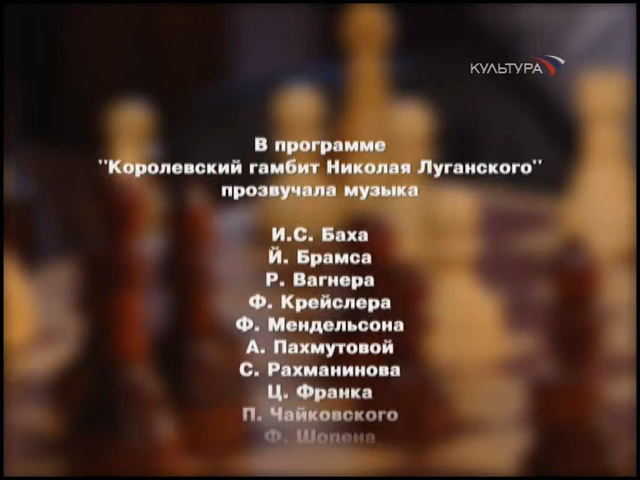 КУЛЬТУРА
В программе
"Королевский гамбит Николая Луганского"
прозвучала музыка
И.С. Баха
Й. Брамса
Р. Вагнера
Ф. Крейслера
Ф. Мендельсона
А. Пахмутовой
С. Рахманинова
Ц. Франка
П. Чайковского
Ф. Шопена